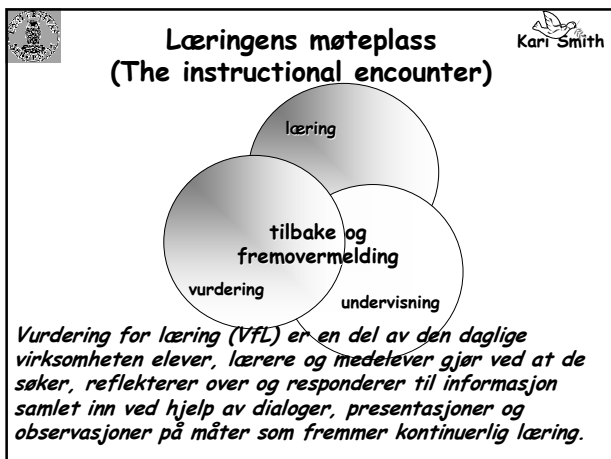 Læringens møteplass
(The instructional encounter)
Kari Smith
læring
tilbake og
fremovermelding
vurdering
undervisning
Vurdering for læring (VfL) er en del av den daglige
virksomheten elever, lærere og medelever gjør ved at de
søker, reflekterer over og responderer til informasjon
samlet inn ved hjelp av dialoger, presentasjoner og
observasjoner på måter som fremmer kontinuerlig læring.